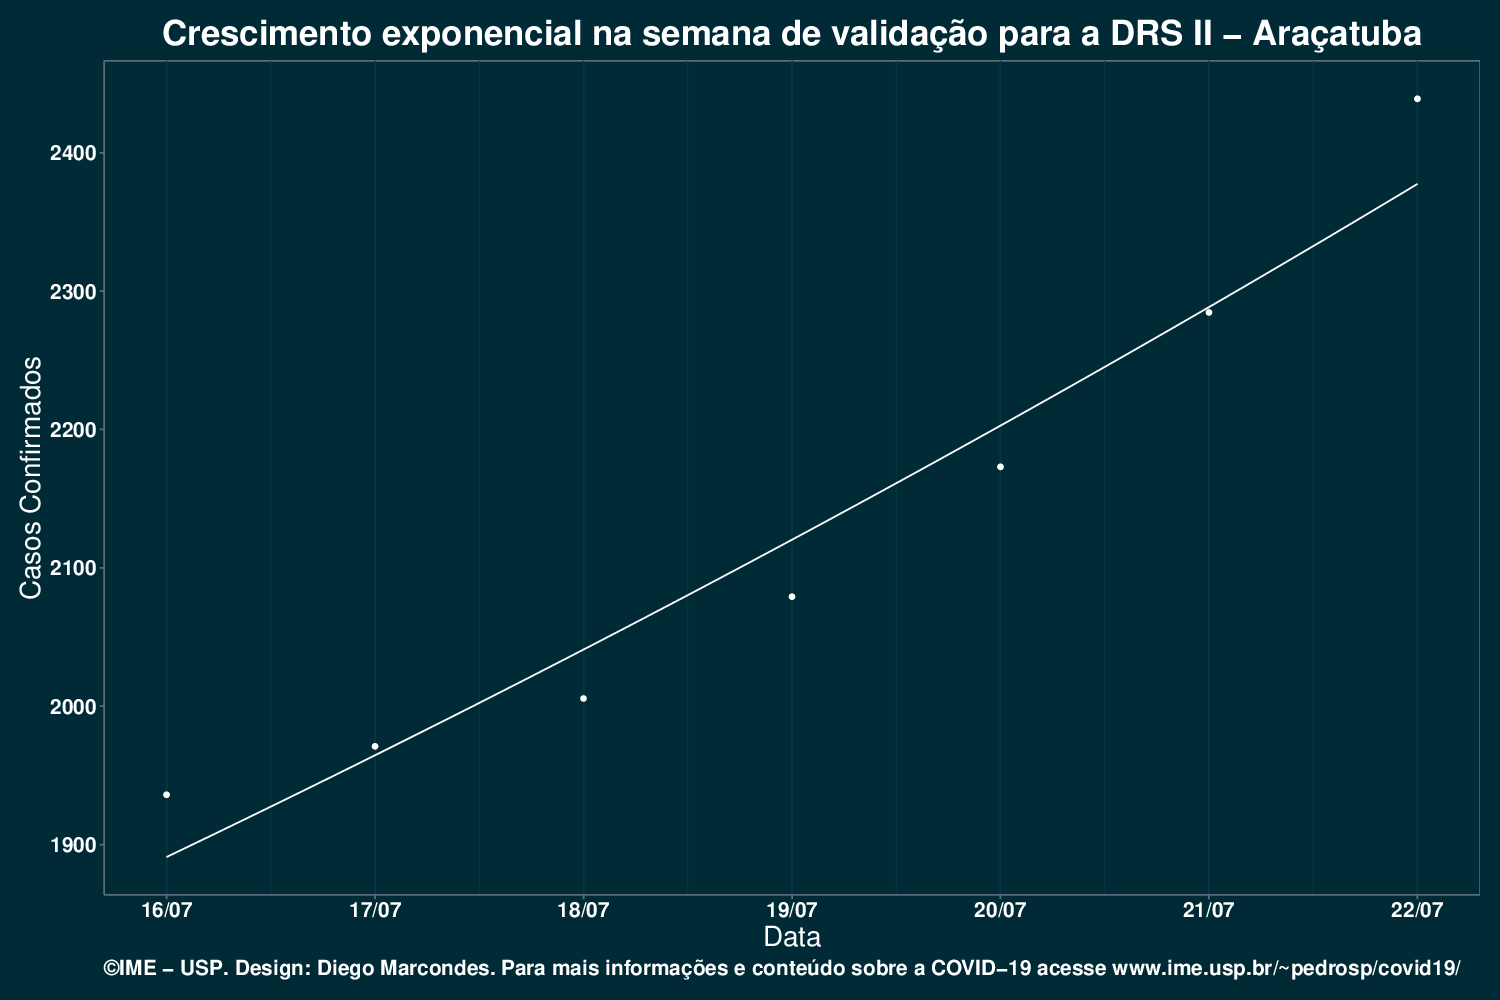 Crescimento exponencial na semana de validação para a DRS II – Araçatuba
Casos Confirmados
2400
2300
2200
2100
2000
1900
16/07 17/07 18/07 19/07 20/07 21/07 22/07
Data
©IME – USP. Design: Diego Marcondes. Para mais informações e conteúdo sobre a COVID–19 acesse www.ime.usp.br/~pedrosp/covid19/